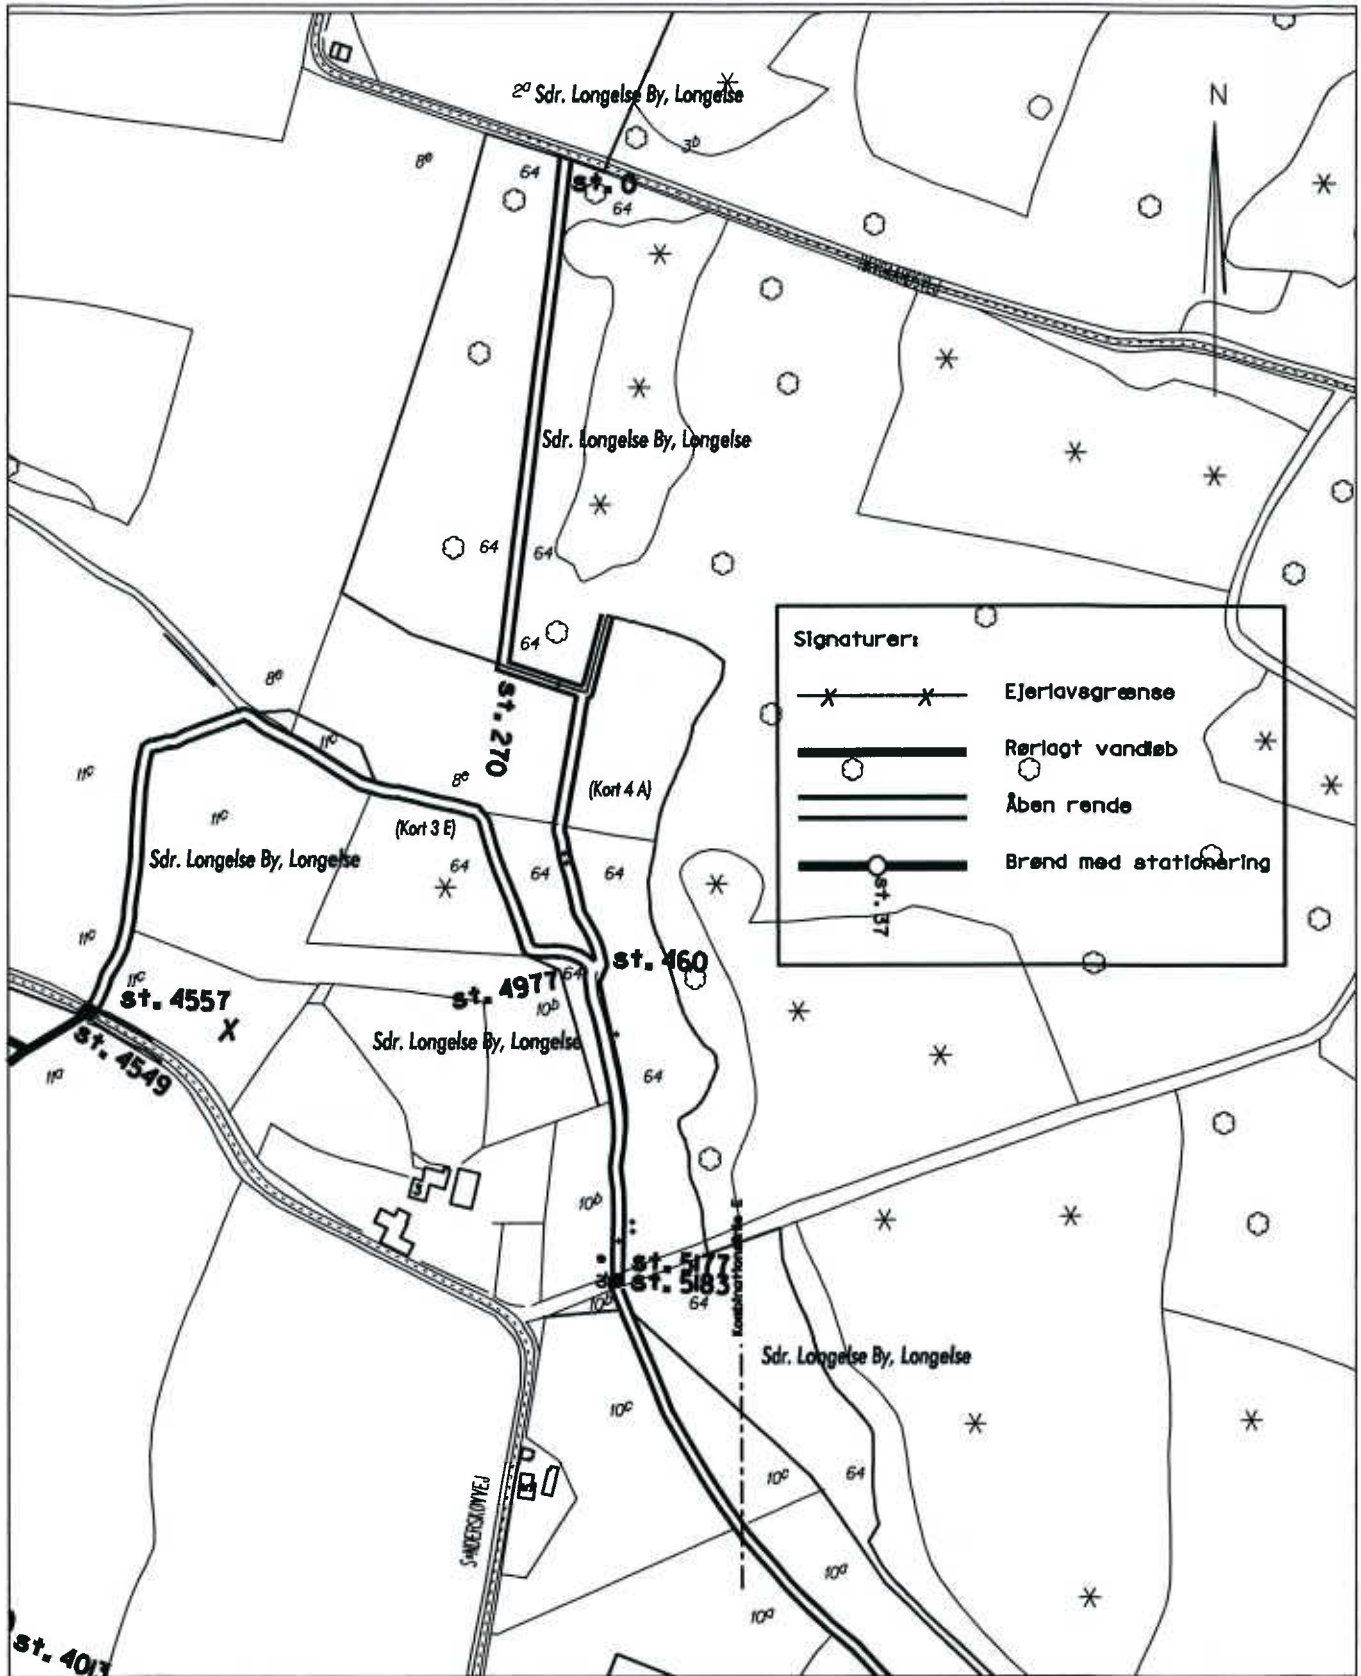 2a Sdr. Longelse By, Longelse
N
3b
8e
64
st. 0
64
Sdr. Longelse By, Longelse
64
64
64
Signaturer:
Ejerlavsgrænse
Rørlagt vandløb
Åben rende
Brønd med stationering
st. 37
8e
st. 270
11c
11c
8e
(Kort 4 A)
11c
(Kort 3 E)
Sdr. Longelse By, Longelse
64
64
64
11c
st. 460
11c
64
st. 4977
st. 4557
10b
X
Sdr. Longelse By, Longelse
st. 4549
11a
64
10b
st. 5177
st. 5183
10b
64
Sdr. Longelse By, Longelse
10c
10c
64
10a
10a
st. 4013